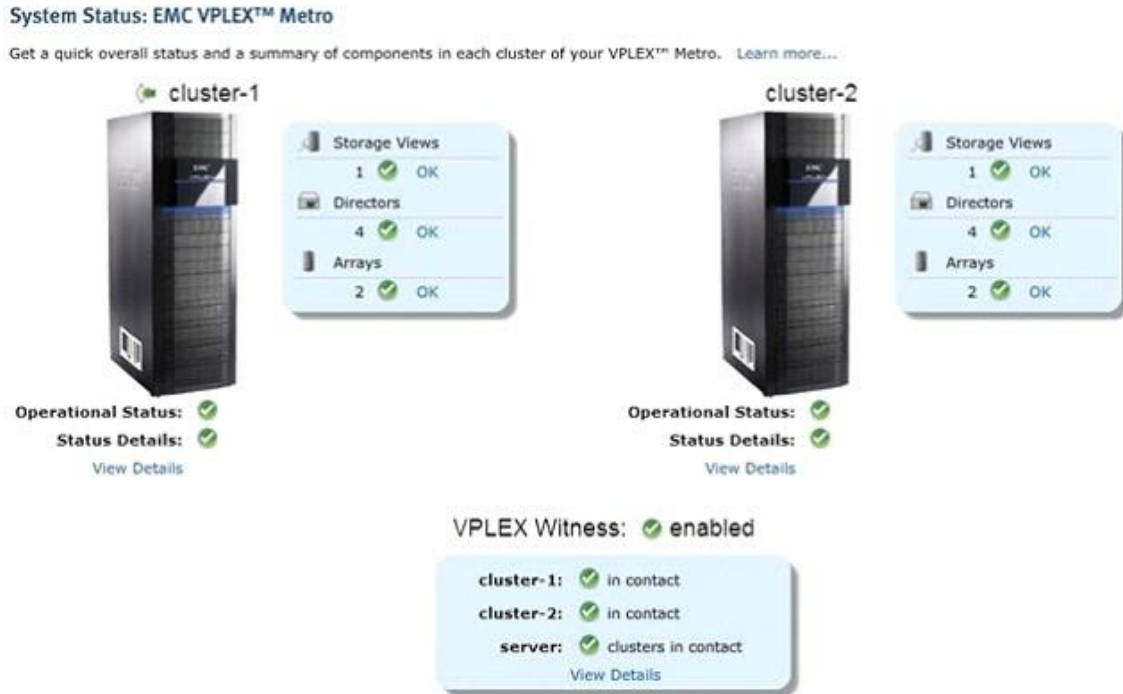 System Status: EMC VPLEX™ Metro
Get a quick overall status and a summary of components in each cluster of your VPLEX™ Metro. Learn more...
cluster-1
Storage Views
1 OK
Directors
4 OK
Arrays
2 OK
EMC
Operational Status:
Status Details:
View Details
cluster-2
Storage Views
1 OK
Directors
4 OK
Arrays
2 OK
EMC
Operational Status:
Status Details:
View Details
VPLEX Witness: enabled
cluster-1: in contact
cluster-2: in contact
server: clusters in contact
View Details